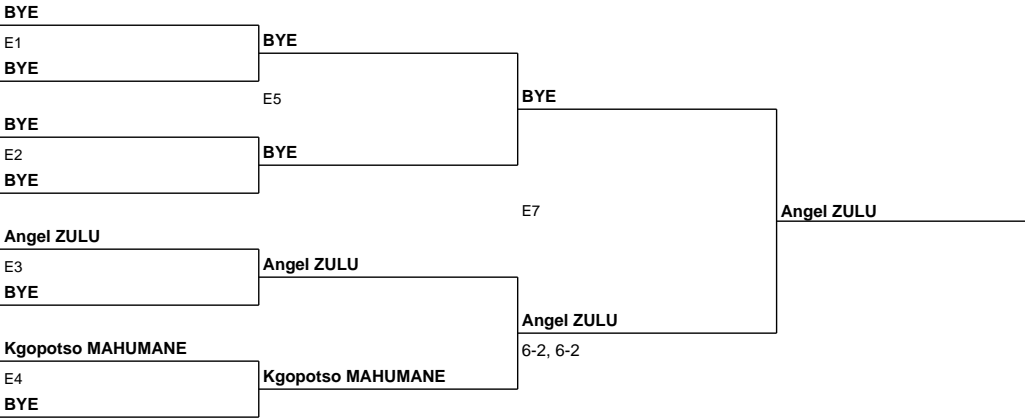 BYE
E1
BYE
BYE
E5
BYE
BYE
E2
BYE
BYE
E7
Angel ZULU
Angel ZULU
E3
Angel ZULU
BYE
Angel ZULU
6-2, 6-2
Kgopotso MAHUMANE
E4
Kgopotso MAHUMANE
BYE